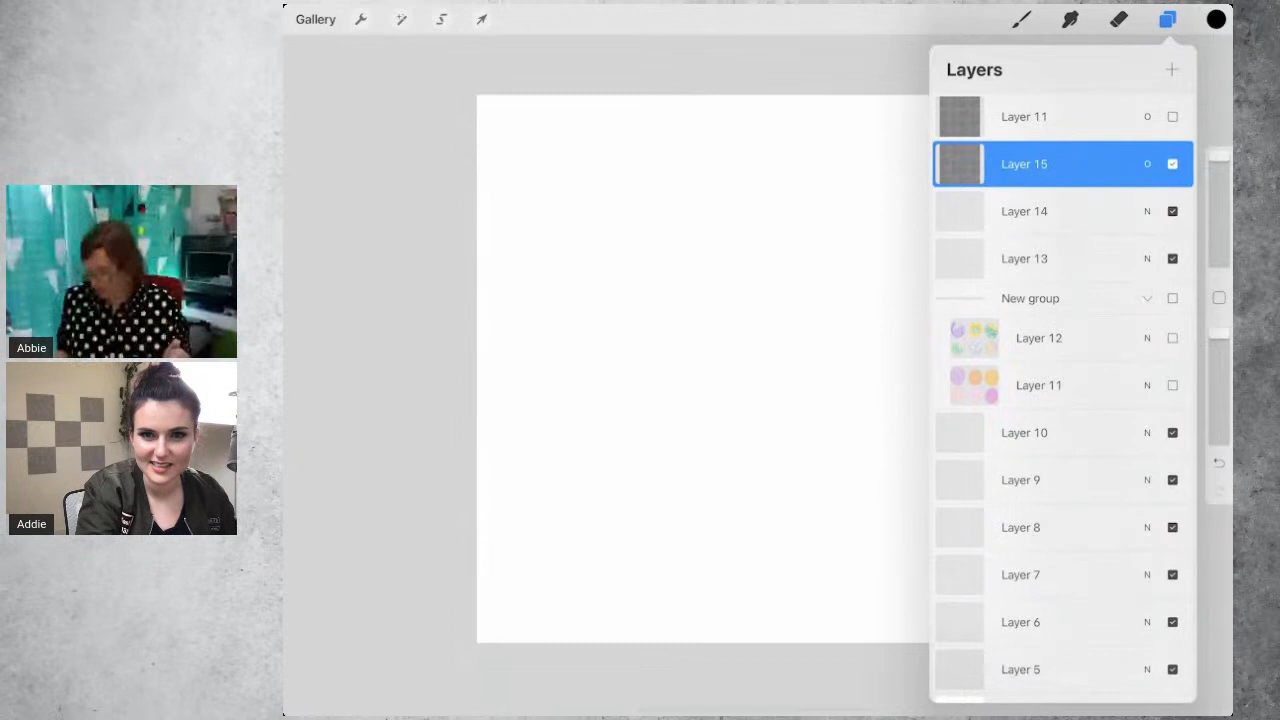 Gallery
Layers
Layer 11 O
Layer 15 O
Layer 14 N
Layer 13 N
New group
Layer 12 N
Layer 11 N
Layer 10 N
Layer 9 N
Layer 8 N
Layer 7 N
Layer 6 N
Layer 5 N
Abbie
Addie